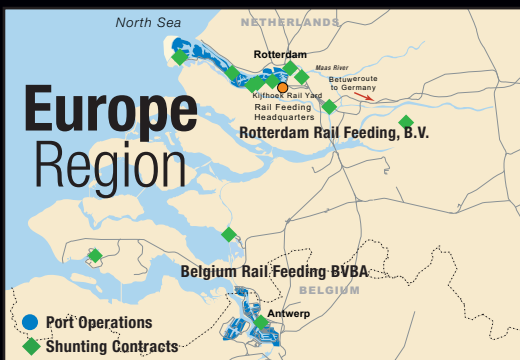 North Sea
NETHERLANDS
Rotterdam
Maas River
Betuweroute
to Germany
Kijfhoek Rail Yard
Rail Feeding
Headquarters
Europe
Region
Rotterdam Rail Feeding, B.V.
Belgium Rail Feeding BVBA
BELGIUM
Antwerp
Port Operations
Shunting Contracts